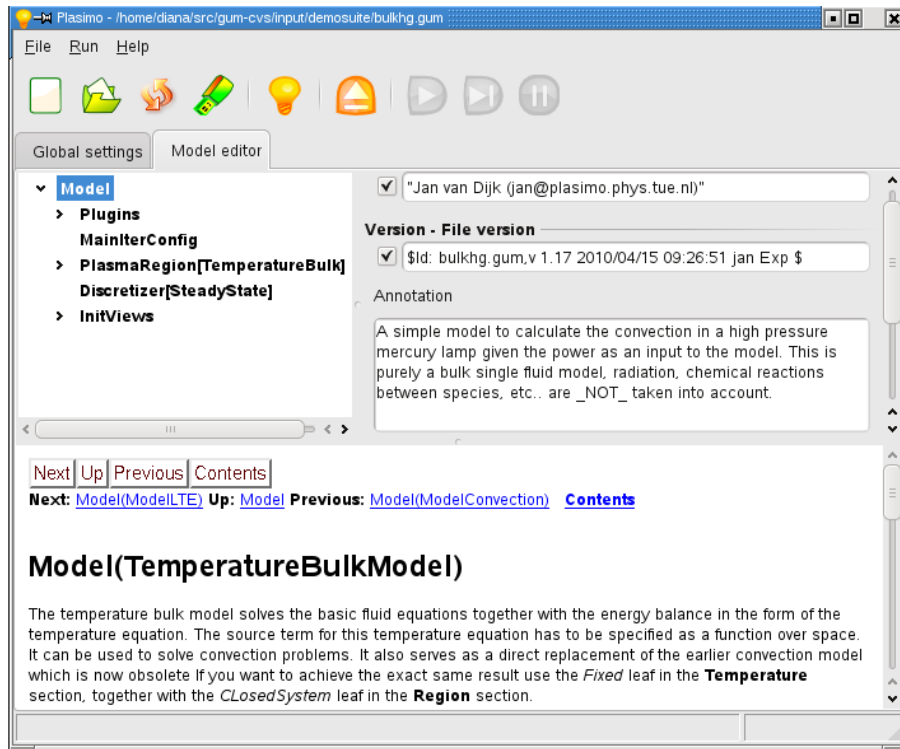 Plasimo - /home/diana/src/gum-cvs/input/demosuite/bulkhg.gum
File Run Help
Global settings Model editor
Model
Plugins
MainIterConfig
PlasmaRegion[TemperatureBulk]
Discretizer[SteadyState]
InitViews
"Jan van Dijk (jan@plasimo.phys.tue.nl)"
Version - File version
$Id: bulkhg.gum,v 1.17 2010/04/15 09:26:51 jan Exp $
Annotation
A simple model to calculate the convection in a high pressure
mercury lamp given the power as an input to the model. This is
purely a bulk single fluid model, radiation, chemical reactions
between species, etc.. are _NOT_ taken into account.
Next Up Previous Contents
Next: Model(ModelLTE) Up: Model Previous: Model(ModelConvection) Contents
Model(TemperatureBulkModel)
The temperature bulk model solves the basic fluid equations together with the energy balance in the form of the
temperature equation. The source term for this temperature equation has to be specified as a function over space.
It can be used to solve convection problems. It also serves as a direct replacement of the earlier convection model
which is now obsolete If you want to achieve the exact same result use the Fixed leaf in the Temperature
section, together with the CLosedSystem leaf in the Region section.